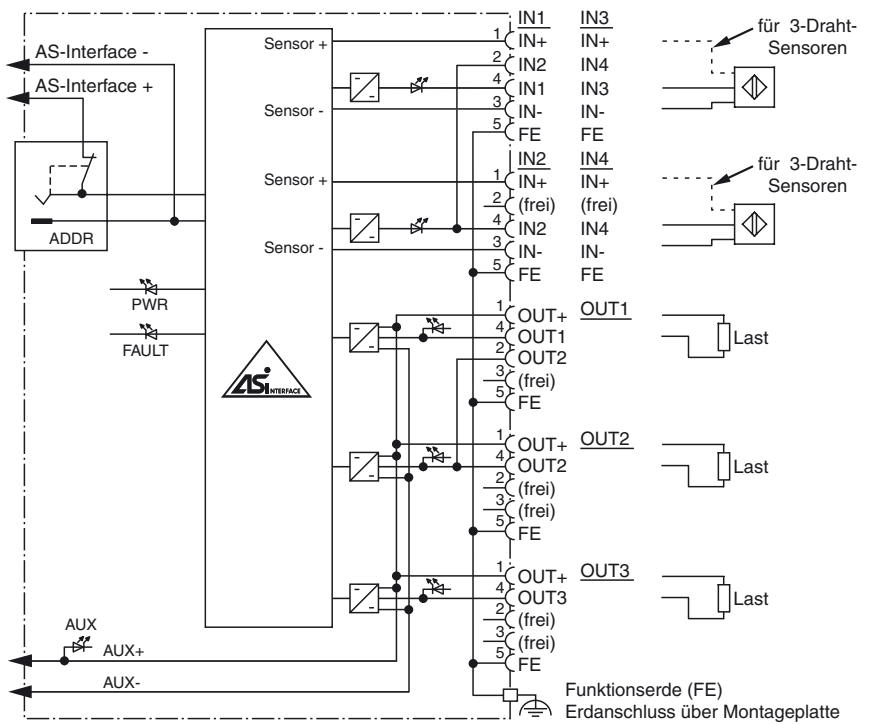 AS-Interface -
AS-Interface +
ADDR
PWR
FAULT
Sensor +
Sensor -
Sensor +
Sensor -
ASi INTERFACE
IN1 IN3
1 IN+ IN+
2 IN2 IN4
4 IN1 IN3
3 IN- IN-
5 FE FE
für 3-Draht-
Sensoren
IN2 IN4
1 IN+ IN+
2 (frei) (frei)
4 IN2 IN4
3 IN- IN-
5 FE FE
für 3-Draht-
Sensoren
1 OUT+ OUT1
4 OUT1
2 OUT2
3 (frei)
5 FE
Last
1 OUT+ OUT2
4 OUT2
2 (frei)
3 (frei)
5 FE
Last
1 OUT+ OUT3
4 OUT3
2 (frei)
3 (frei)
5 FE
Last
AUX
AUX+
AUX-
Funktionserde (FE)
Erdanschluss über Montageplatte